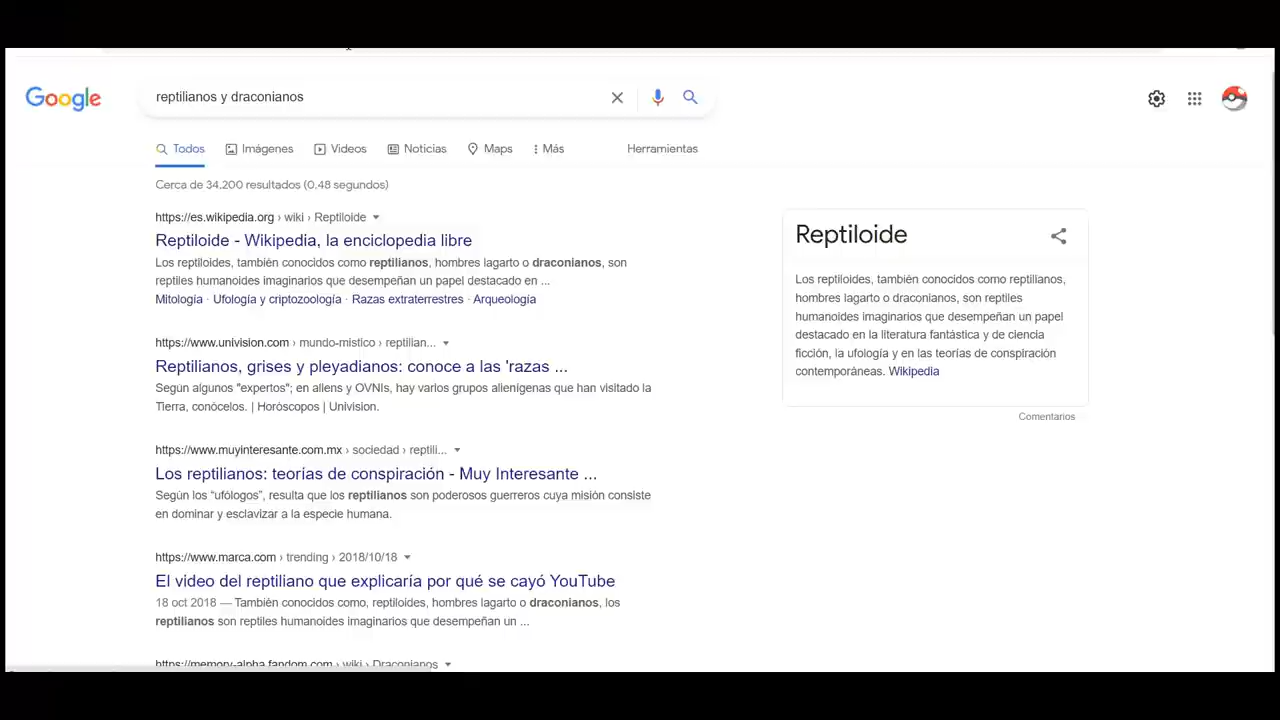 Google
reptilianos y draconianos
Todos
Imágenes
Videos
Noticias
Maps
Más
Herramientas
Cerca de 34,200 resultados (0.48 segundos)
https://es.wikipedia.org › wiki › Reptiloide
Reptiloide - Wikipedia, la enciclopedia libre
Los reptiloides, también conocidos como reptilianos, hombres lagarto o draconianos, son
reptiles humanoides imaginarios que desempeñan un papel destacado en ...
Mitología · Ufología y criptozoología · Razas extraterrestres · Arqueología
https://www.univision.com › mundo-mistico › reptilian...
Reptilianos, grises y pleyadianos: conoce a las 'razas ...
Según algunos "expertos"; en aliens y OVNIs, hay varios grupos alienígenas que han visitado la
Tierra, conócelos. | Horóscopos | Univision.
https://www.muyinteresante.com.mx › sociedad › reptili...
Los reptilianos: teorías de conspiración - Muy Interesante ...
Según los “ufólogos”, resulta que los reptilianos son poderosos guerreros cuya misión consiste
en dominar y esclavizar a la especie humana.
https://www.marca.com › trending › 2018/10/18
El video del reptiliano que explicaría por qué se cayó YouTube
18 oct 2018 — También conocidos como, reptiloides, hombres lagarto o draconianos, los
reptilianos son reptiles humanoides imaginarios que desempeñan un ...
https://memory-alpha.fandom.com › wiki › Draconianos
Reptiloide
Los reptiloides, también conocidos como reptilianos,
hombres lagarto o draconianos, son reptiles
humanoides imaginarios que desempeñan un papel
destacado en la literatura fantástica y de ciencia
ficción, la ufología y en las teorías de conspiración
contemporáneas. Wikipedia
Comentarios